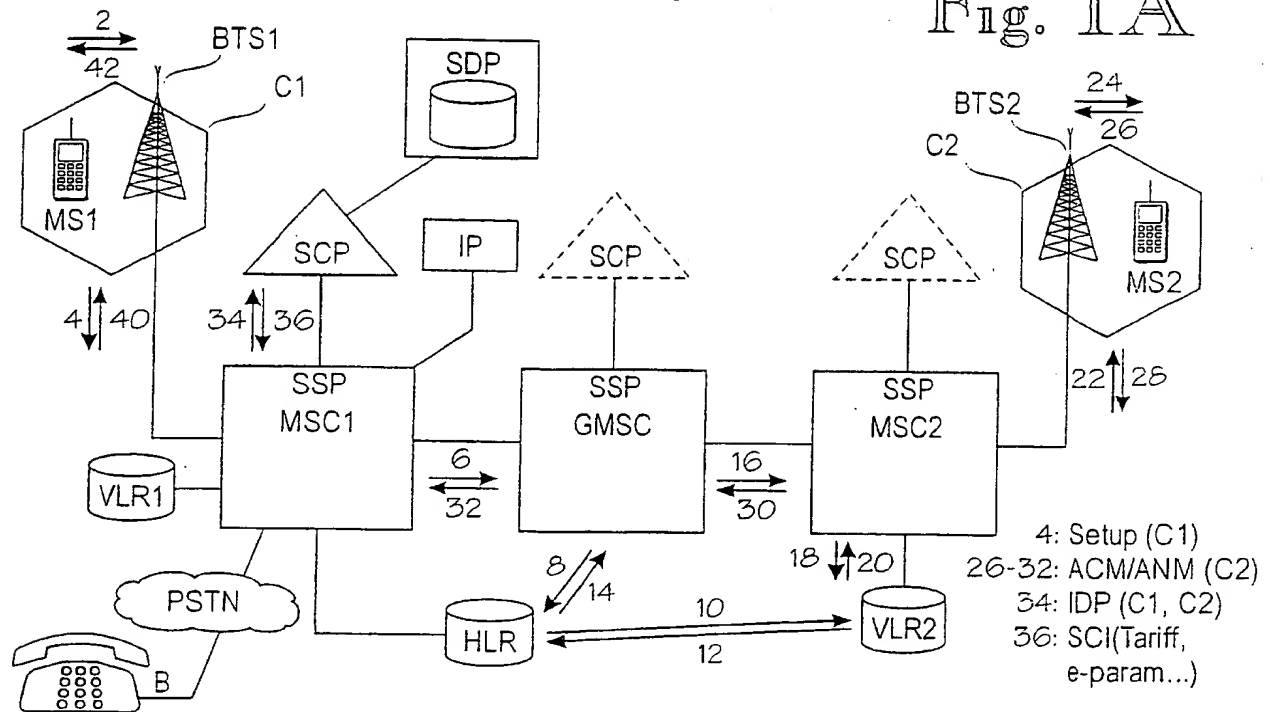 Fig. 1A
2
42
BTS1
C1
MS1
SDP
SCP
IP
SCP
SCP
BTS2
C2
24
26
MS2
4
40
34
36
22
28
SSP
MSC1
SSP
GMSC
SSP
MSC2
6
32
16
30
VLR1
8
14
18
20
PSTN
HLR
10
12
VLR2
B
4: Setup (C1)
26-32: ACM/ANM (C2)
34: IDP (C1, C2)
36: SCI(Tariff,
e-param...)